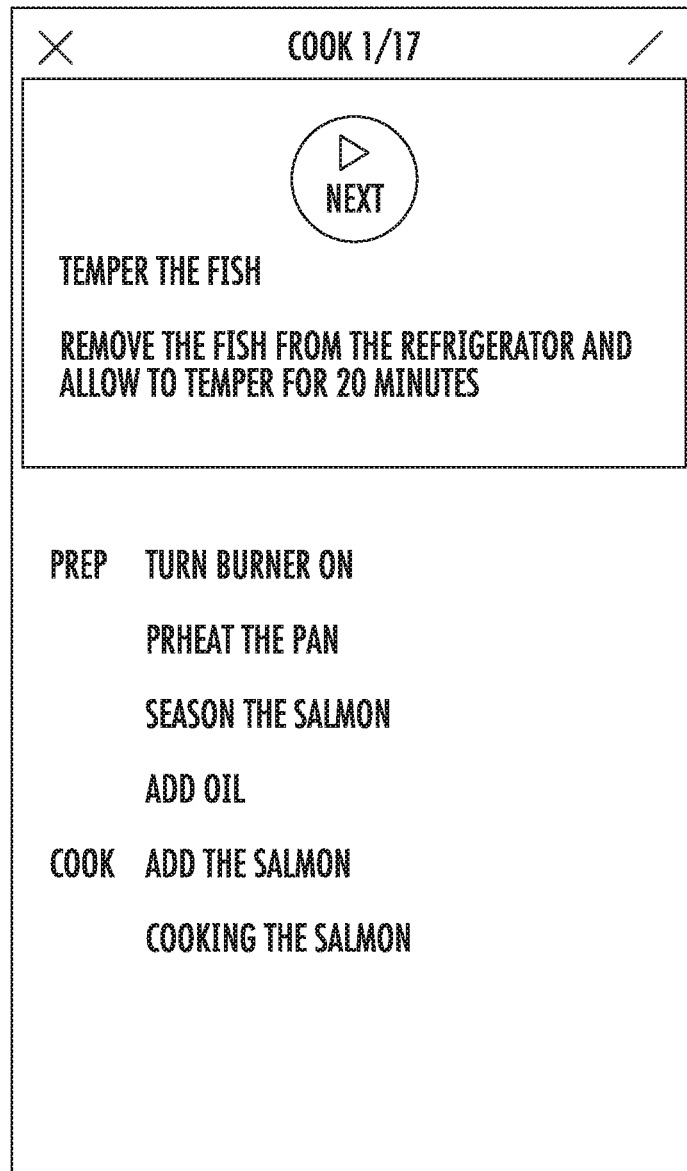 COOK 1/17
NEXT
TEMPER THE FISH
REMOVE THE FISH FROM THE REFRIGERATOR AND
ALLOW TO TEMPER FOR 20 MINUTES
PREP TURN BURNER ON
PRHEAT THE PAN
SEASON THE SALMON
ADD OIL
COOK ADD THE SALMON
COOKING THE SALMON